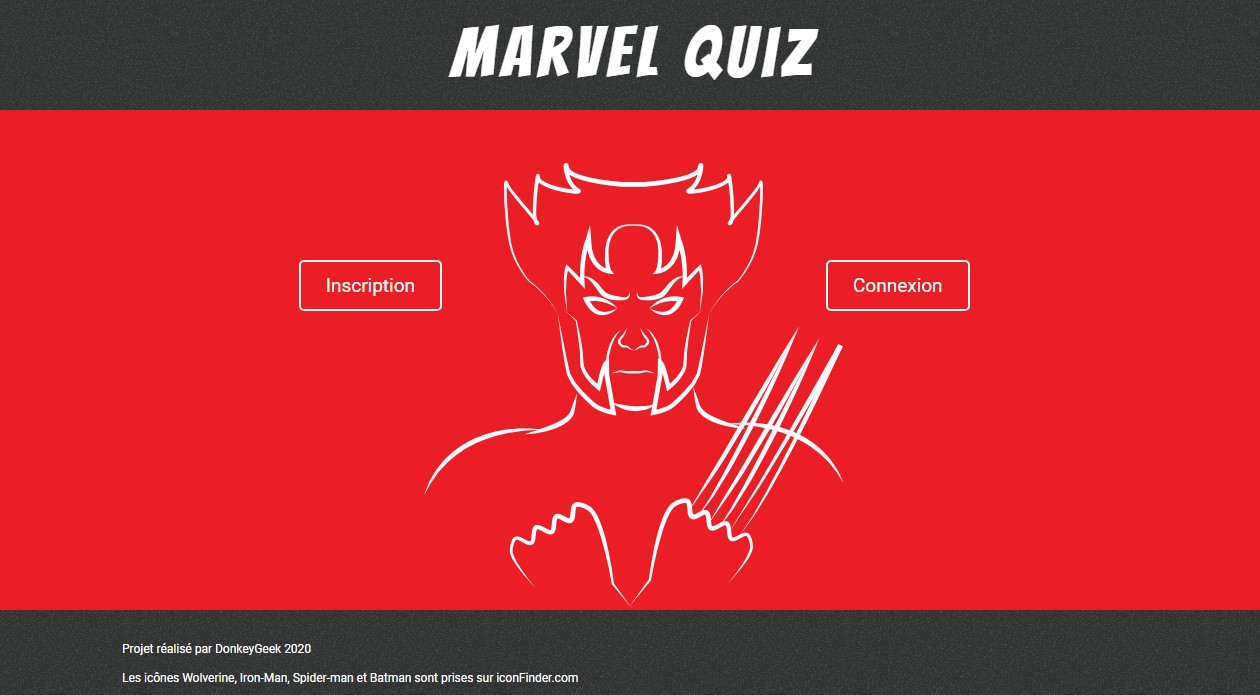 MARVEL QUIZ
Inscription
Connexion
Projet réalisé par DonkeyGeek 2020
Les icônes Wolverine, Iron-Man, Spider-man et Batman sont prises sur iconFinder.com